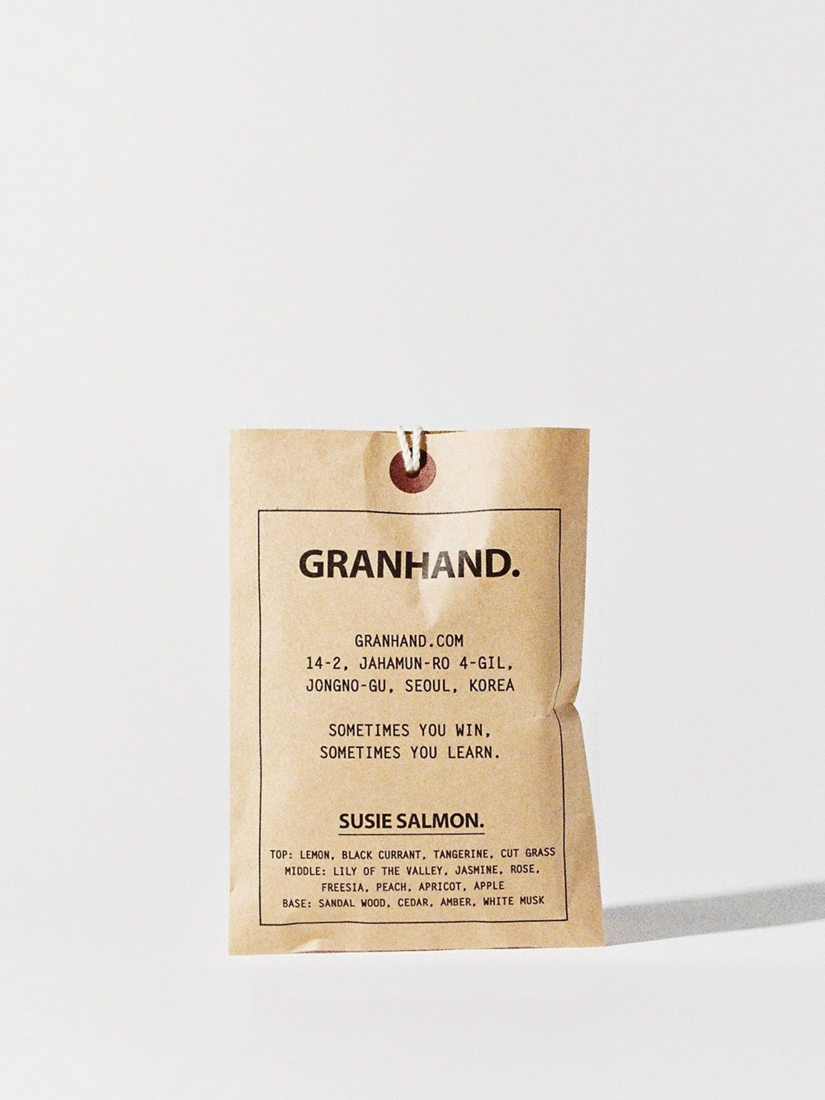 GRANHAND.
GRANHAND.COM
14-2, JAHAMUN-RO 4-GIL,
JONGNO-GU, SEOUL, KOREA
SOMETIMES YOU WIN,
SOMETIMES YOU LEARN.
SUSIE SALMON.
TOP: LEMON, BLACK CURRANT, TANGERINE, CUT GRASS
MIDDLE: LILY OF THE VALLEY, JASMINE, ROSE,
FREESIA, PEACH, APRICOT, APPLE
BASE: SANDAL WOOD, CEDAR, AMBER, WHITE MUSK